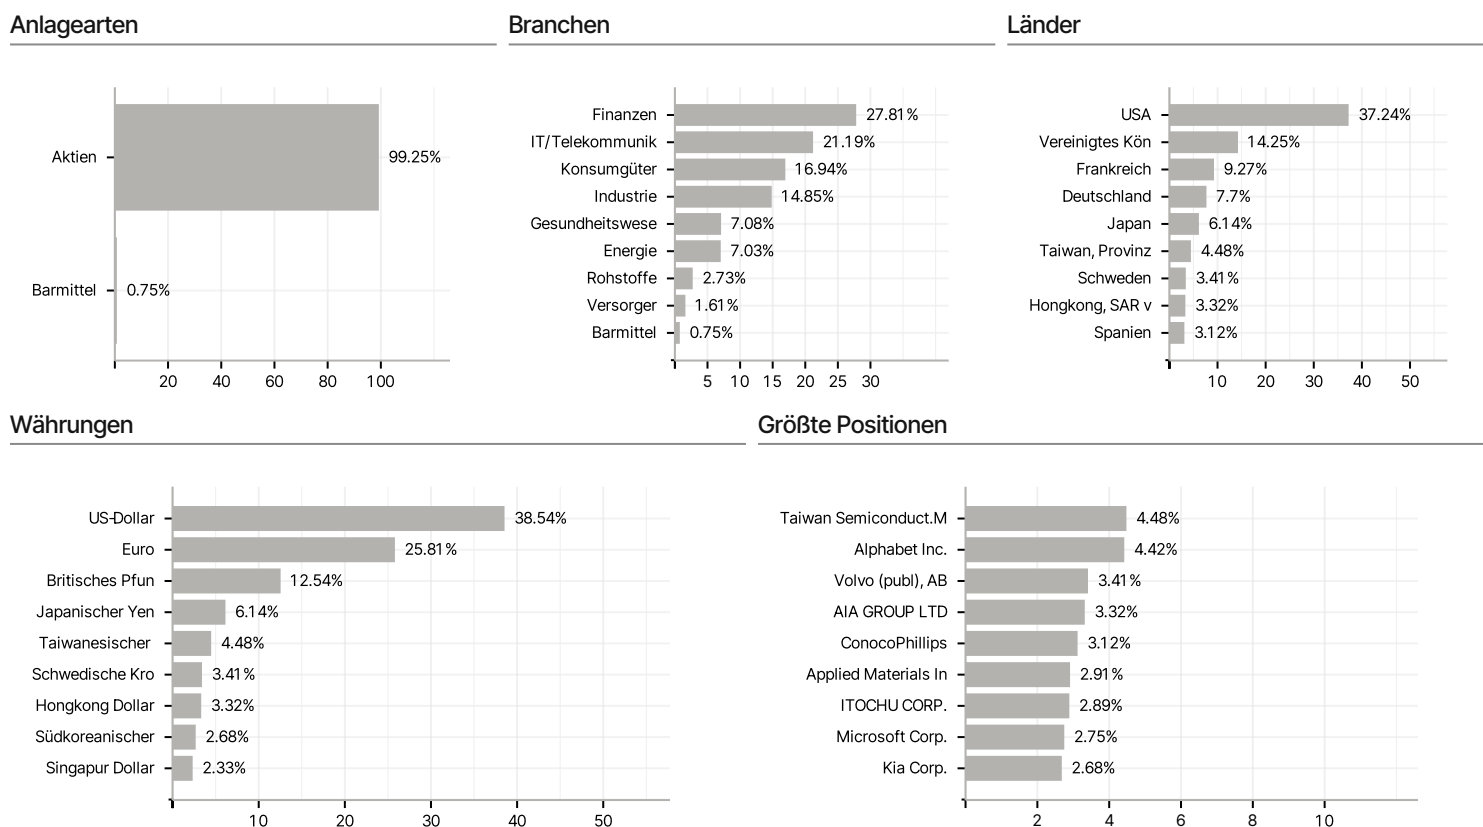 Anlagearten
Aktien
99.25%
Barmittel
0.75%
20 40 60 80 100
Branchen
Finanzen 27.81%
IT/Telekommunik 21.19%
Konsumgüter 16.94%
Industrie 14.85%
Gesundheitswese 7.08%
Energie 7.03%
Rohstoffe 2.73%
Versorger 1.61%
Barmittel 0.75%
5 10 15 20 25 30
Länder
USA 37.24%
Vereinigtes Kön 14.25%
Frankreich 9.27%
Deutschland 7.7%
Japan 6.14%
Taiwan, Provinz 4.48%
Schweden 3.41%
Hongkong, SAR v 3.32%
Spanien 3.12%
10 20 30 40 50
Währungen
US-Dollar 38.54%
Euro 25.81%
Britisches Pfun 12.54%
Japanischer Yen 6.14%
Taiwanesischer 4.48%
Schwedische Kro 3.41%
Hongkong Dollar 3.32%
Südkoreanischer 2.68%
Singapur Dollar 2.33%
10 20 30 40 50
Größte Positionen
Taiwan Semiconduct.M 4.48%
Alphabet Inc. 4.42%
Volvo (publ), AB 3.41%
AIA GROUP LTD 3.32%
ConocoPhillips 3.12%
Applied Materials In 2.91%
ITOCHU CORP. 2.89%
Microsoft Corp. 2.75%
Kia Corp. 2.68%
2 4 6 8 10